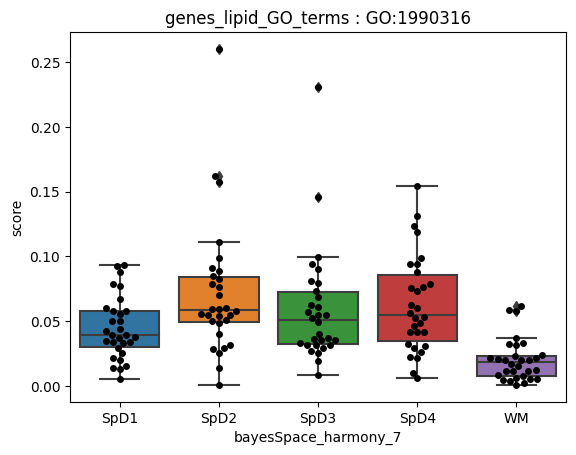 genes_lipid_GO_terms : GO:1990316
0.25
0.20
0.15
0.10
0.05
0.00
score
SpD1 SpD2 SpD3 SpD4 WM
bayesSpace_harmony_7